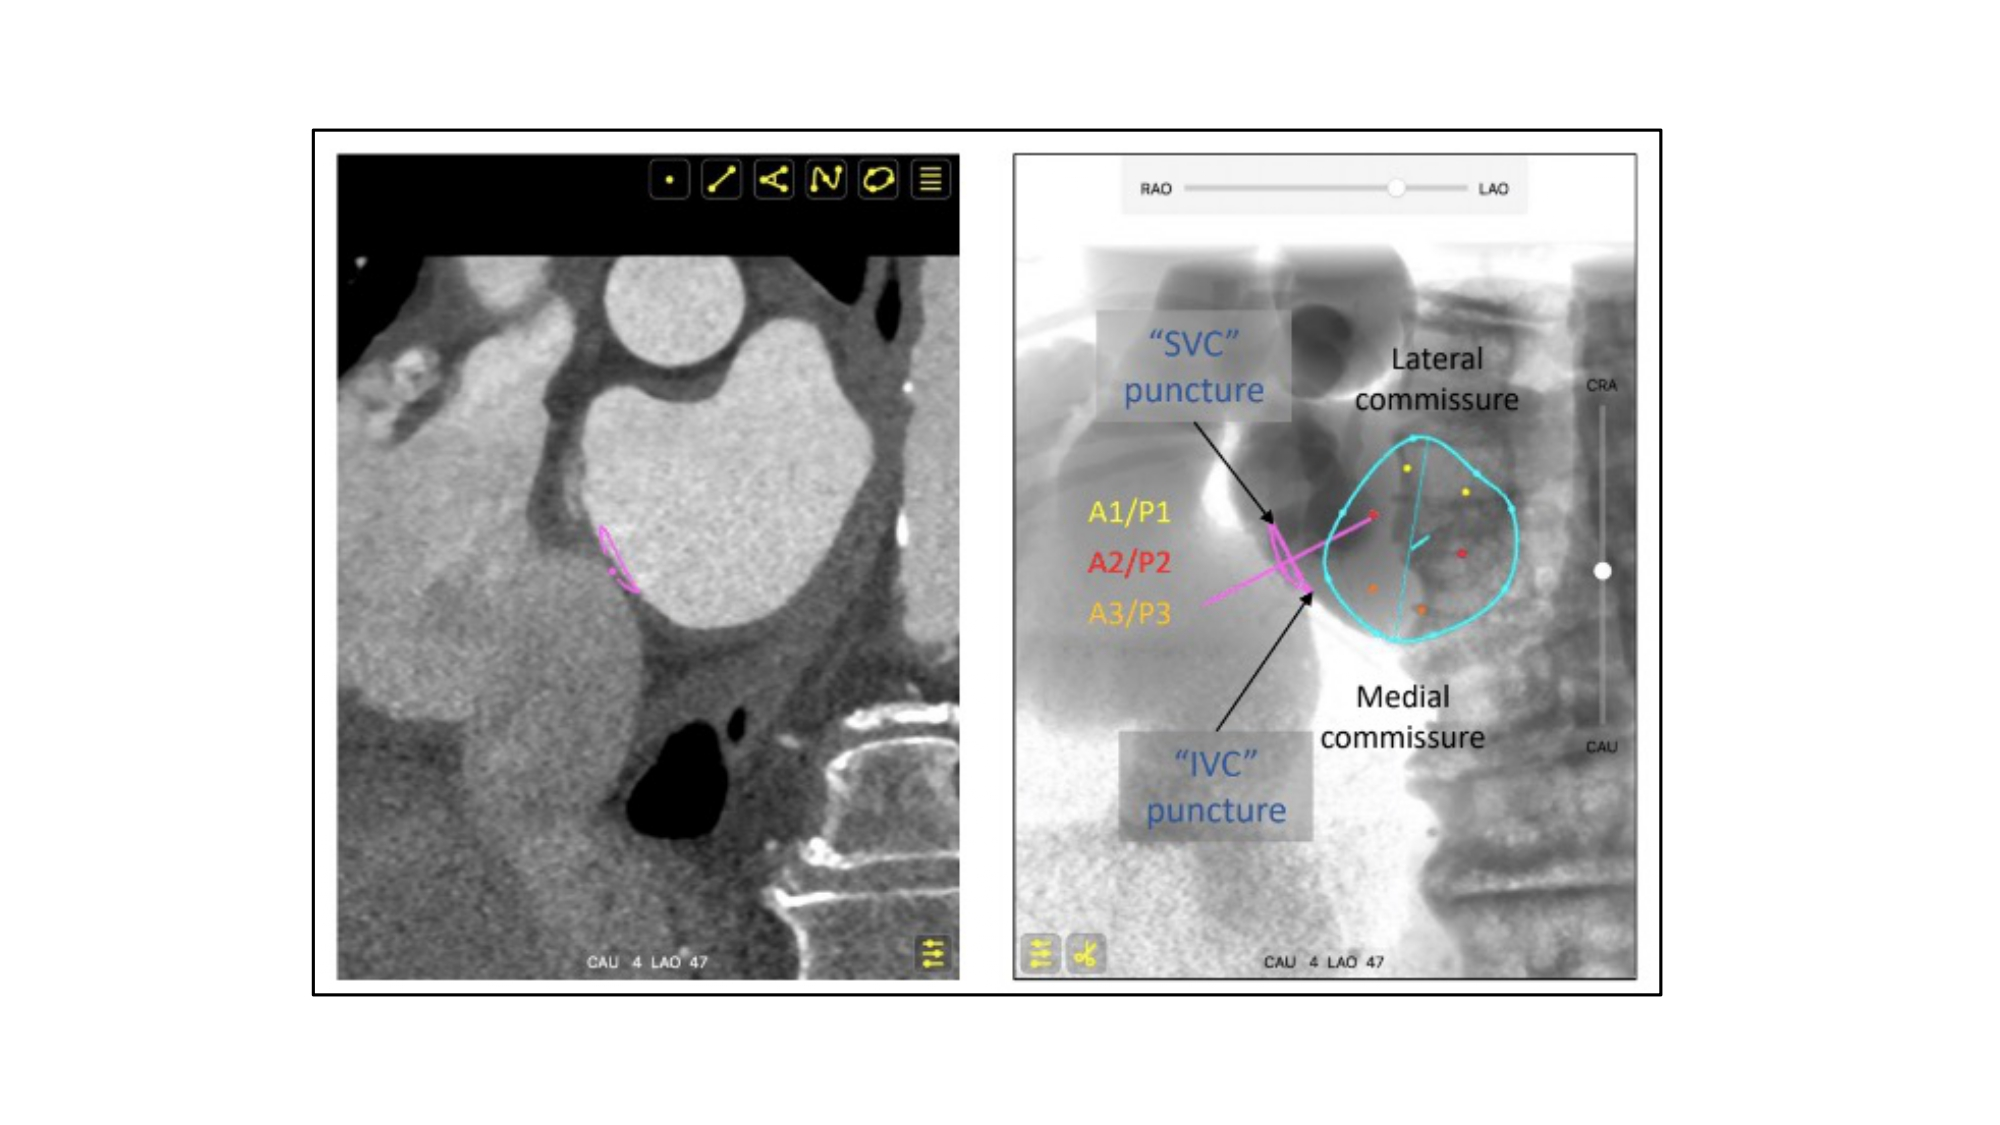 CAU 4 LAO 47
RAO
LAO
“SVC”
puncture
Lateral
commissure
CRA
A1/P1
A2/P2
A3/P3
Medial
commissure
CAU
“IVC”
puncture
CAU 4 LAO 47